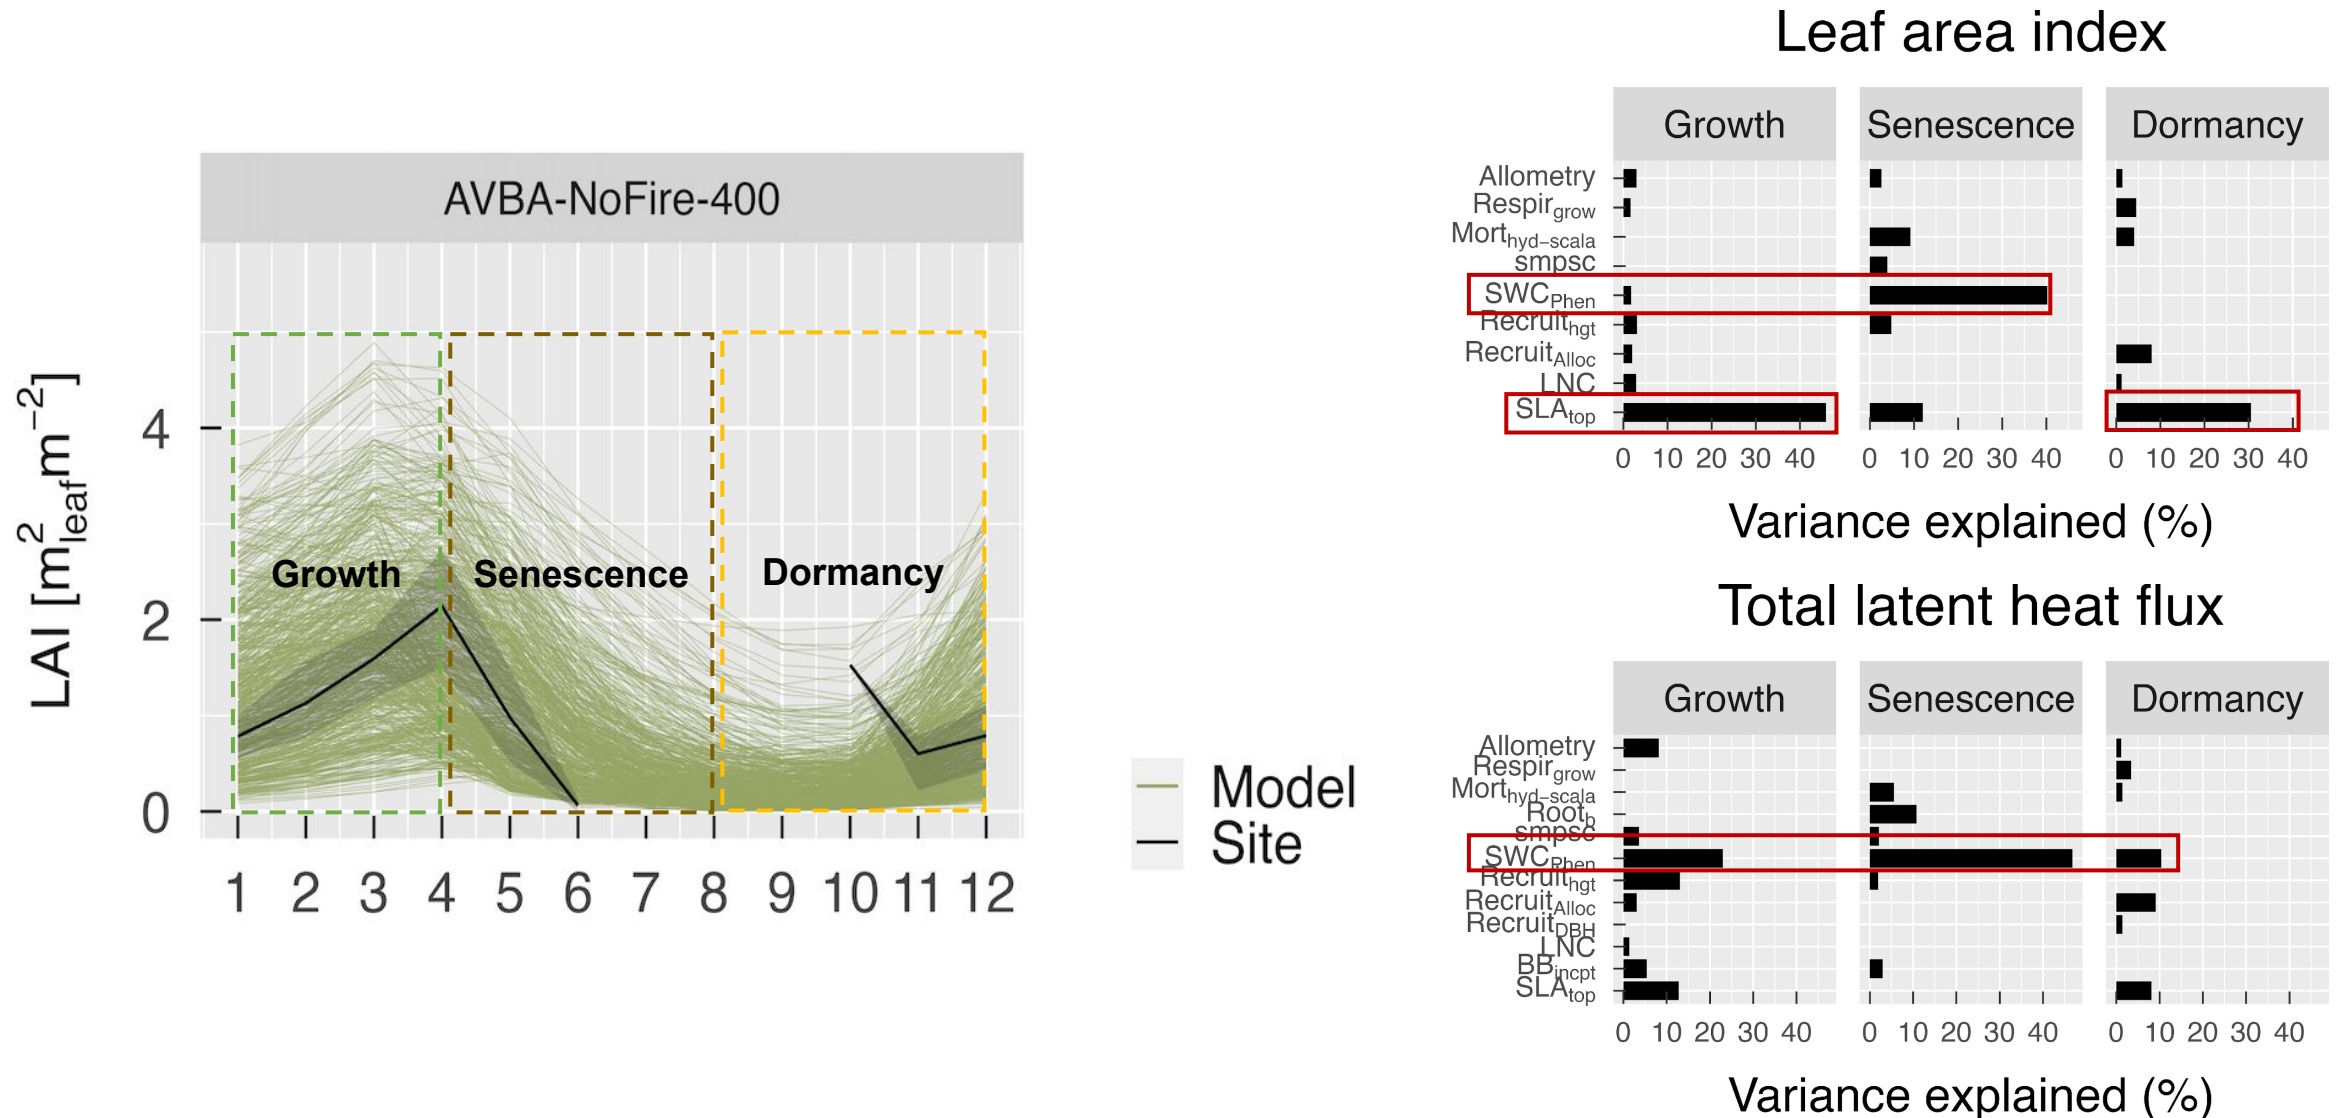 AVBA-NoFire-400
LAI [m²leaf m⁻²]
4
2
0
Growth
Senescence
Dormancy
1 2 3 4 5 6 7 8 9 10 11 12
Model
Site
Leaf area index
Growth Senescence Dormancy
Allometry
Respirgrow
Morthyd−scala
smpsc
SWCPhen
Recruithgt
RecruitAlloc
LNC
SLAtop
0 10 20 30 40 0 10 20 30 40 0 10 20 30 40
Variance explained (%)
Total latent heat flux
Growth Senescence Dormancy
Allometry
Respirgrow
Morthyd−scala
Rootb
smpsc
SWCPhen
Recruithgt
RecruitAlloc
RecruitDBH
LNC
BBincpt
SLAtop
0 10 20 30 40 0 10 20 30 40 0 10 20 30 40
Variance explained (%)